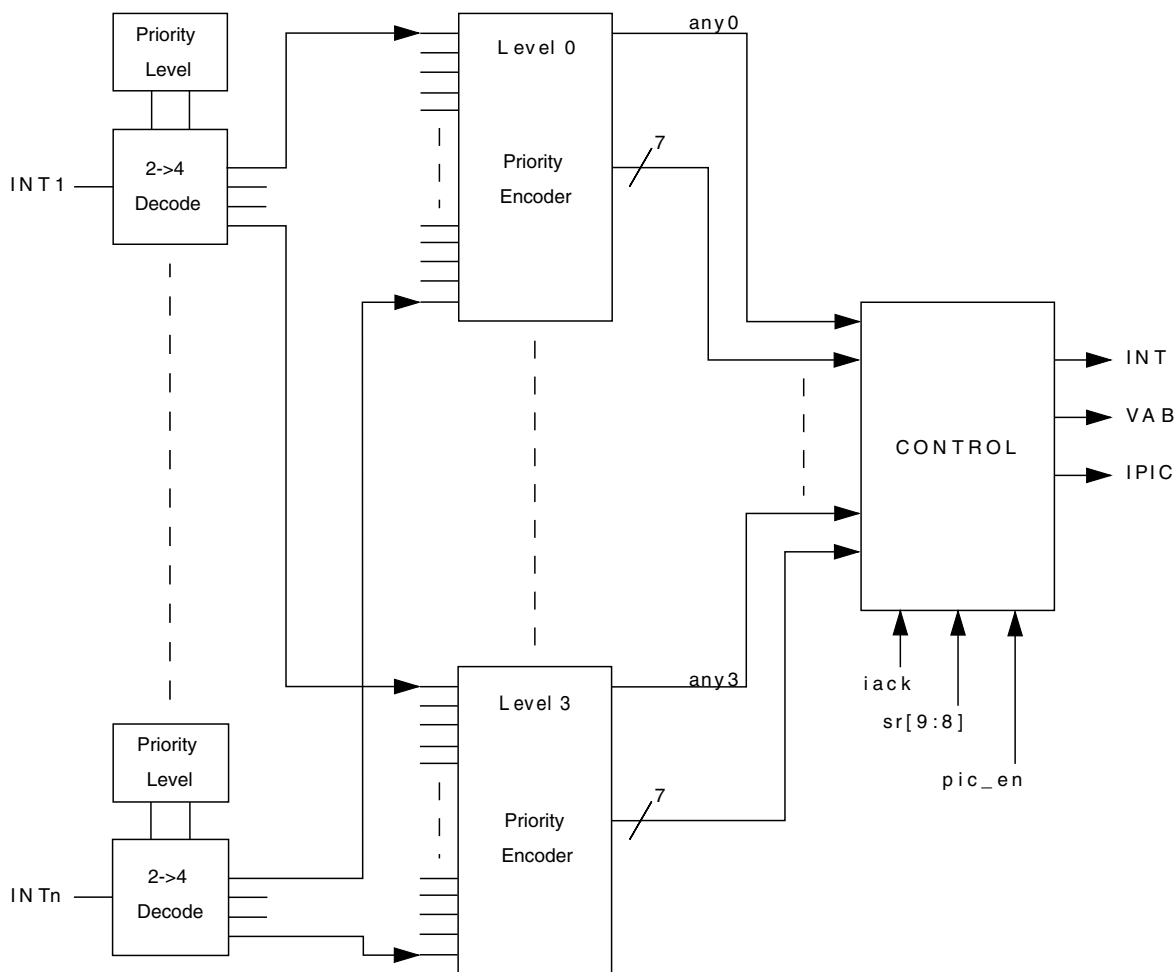 Priority
Level
2->4
Decode
INT1
Level 0
Priority
Encoder
any0
7
CONTROL
INT
VAB
IPIC
iack
sr[9:8]
pic_en
Priority
Level
2->4
Decode
INTn
Level 3
Priority
Encoder
any3
7